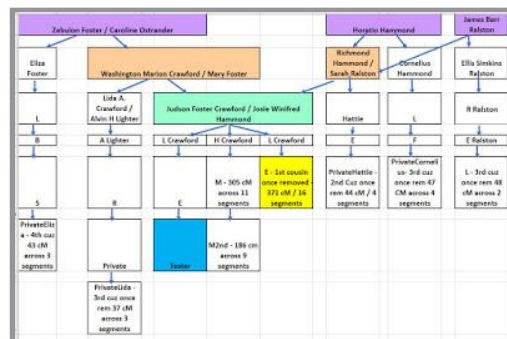 Zebulon Foster / Caroline Ostrander
Horatio Hammond
James Barr
Ralston
Eliza
Foster
Washington Marion Crawford / Mary Foster
Richmond
Hammond /
Sarah Ralston
Cornelius
Hammond
Ellis Simkins
Ralston
L
Lida A.
Crawford /
Alvin H Lighter
Judson Foster Crawford / Josie Winifred
Hammond
Hattie
L
R Ralston
B
A Lighter
L Crawford
H Crawford
L Crawford
E
F
E Ralston
S
R
E
M - 305 cM
across 11
segments
E - 1st cousin
once removed -
371 cM / 16
segments
PrivateHattie -
2nd Cuz once
rem 44 cM / 4
segments
PrivateCorneli
us- 3rd cuz
once rem 47
CM across 4
segments
L - 3rd cuz
once rem 48
cM across 2
segments
PrivateEliz
a - 4th cuz
43 cM
across 3
segments
Private
Tester
M2nd - 186 cm
across 9
segments
PrivateLida -
3rd cuz once
rem 37 cM
across 3
segments